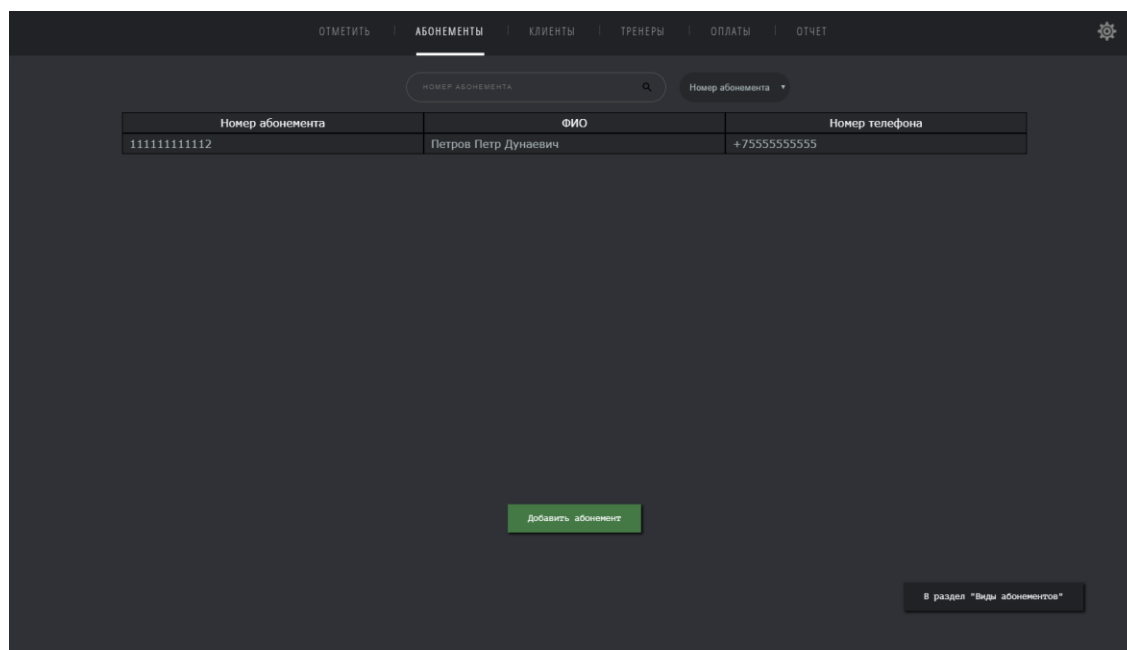 ОТМЕТИТЬ | АБОНЕМЕНТЫ | КЛИЕНТЫ | ТРЕНЕРЫ | ОПЛАТЫ | ОТЧЕТ
НОМЕР АБОНЕМЕНТА Номер абонемента
Номер абонемента ФИО Номер телефона
111111111112 Петров Петр Дунаевич +75555555555
Добавить абонемент
В раздел "Виды абонементов"